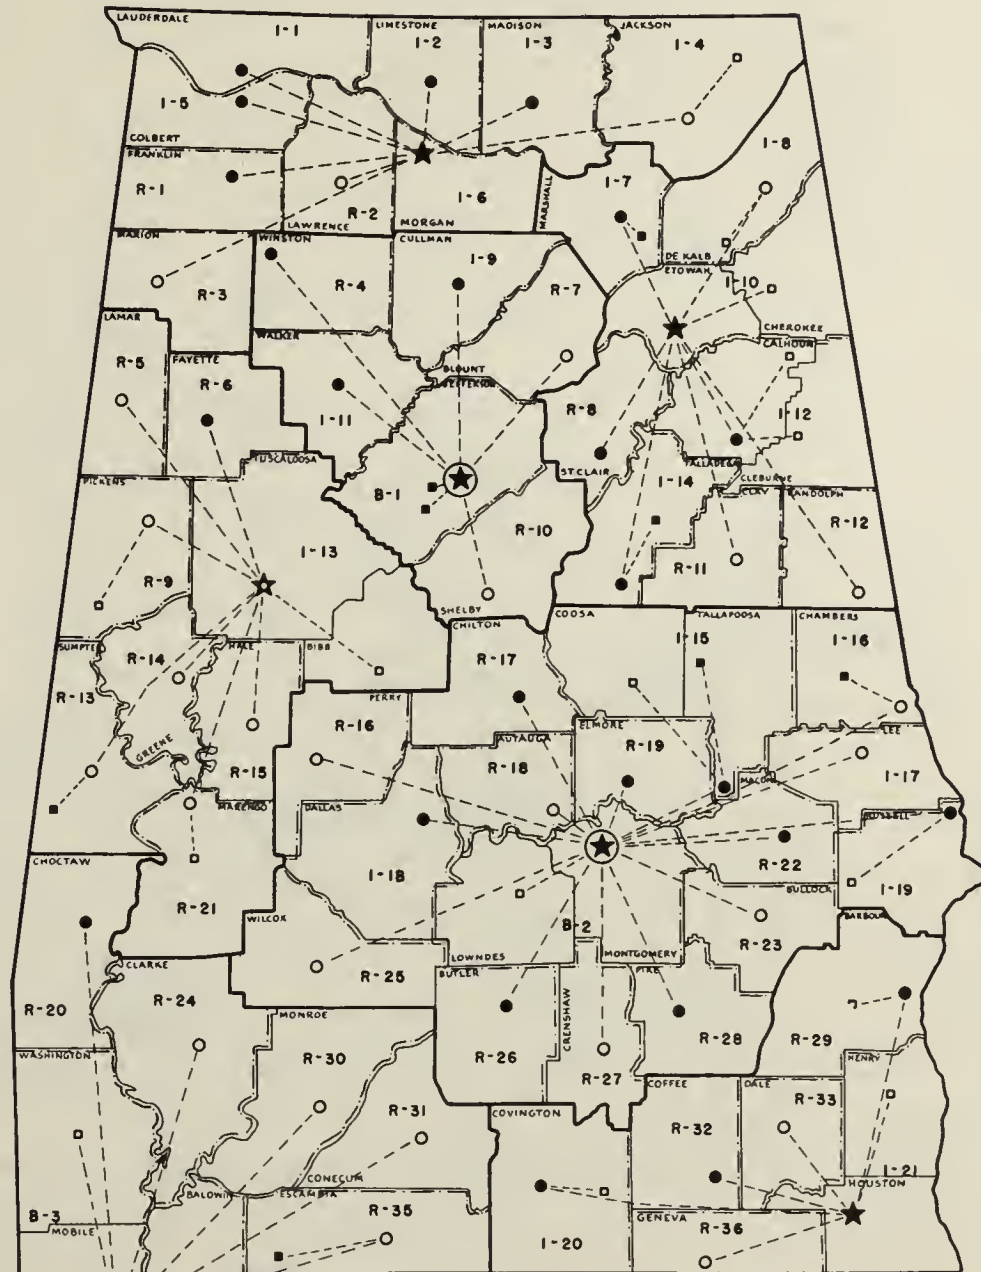 LAUDERDALE
I-1
LIMESTONE
I-2
MADISON
I-3
JACKSON
I-4
I-5
COLBERT
FRANKLIN
R-1
R-2
LAWRENCE
I-6
MORGAN
MARSHALL
I-7
I-8
DE KALB
ETOWAH
I-10
CHEROKEE
CALHOUN
MARION
R-3
WINSTON
R-4
CULLMAN
I-9
R-7
LAMAR
R-5
FAYETTE
R-6
WALKER
I-11
BLOUNT
JEFFERSON
R-8
ST CLAIR
I-12
TALLADEGA
CLEBURNE
CLAY
RANDOLPH
PICKENS
R-9
TUSCALOOSA
I-13
B-1
R-10
SHELBY
CHILTON
I-14
R-11
R-12
COOSA
TALLAPOOSA
I-15
CHAMBERS
I-16
SUMPTE
R-13
R-14
GREENE
HALE
R-15
BIBB
PERRY
R-16
R-17
AUTAUGA
R-18
ELMORE
R-19
MACON
LEE
I-17
RUSSELL
MARENGO
R-21
DALLAS
I-18
R-22
BULLOCK
I-19
BARBOUR
CHOCTAW
R-20
WILCOX
R-25
LOWNDES
BUTLER
B-2
MONTGOMERY
PIKE
R-23
CLARKE
R-24
WASHINGTON
MONROE
R-30
R-26
CRENSHAW
R-27
R-28
R-29
HENRY
COFFEE
DALE
R-33
R-31
COVINGTON
R-32
I-21
HOUSTON
CONECUH
ESCAMBIA
BALDWIN
B-3
MOBILE
R-35
I-20
GENEVA
R-36